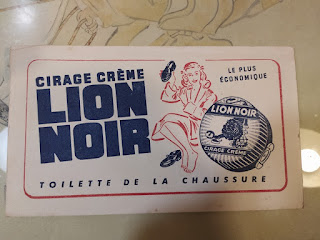 CIRAGE CRÈME
LION
NOIR
LE PLUS
ÉCONOMIQUE
LION NOIR
CIRAGE CRÈME
TOILETTE DE LA CHAUSSURE